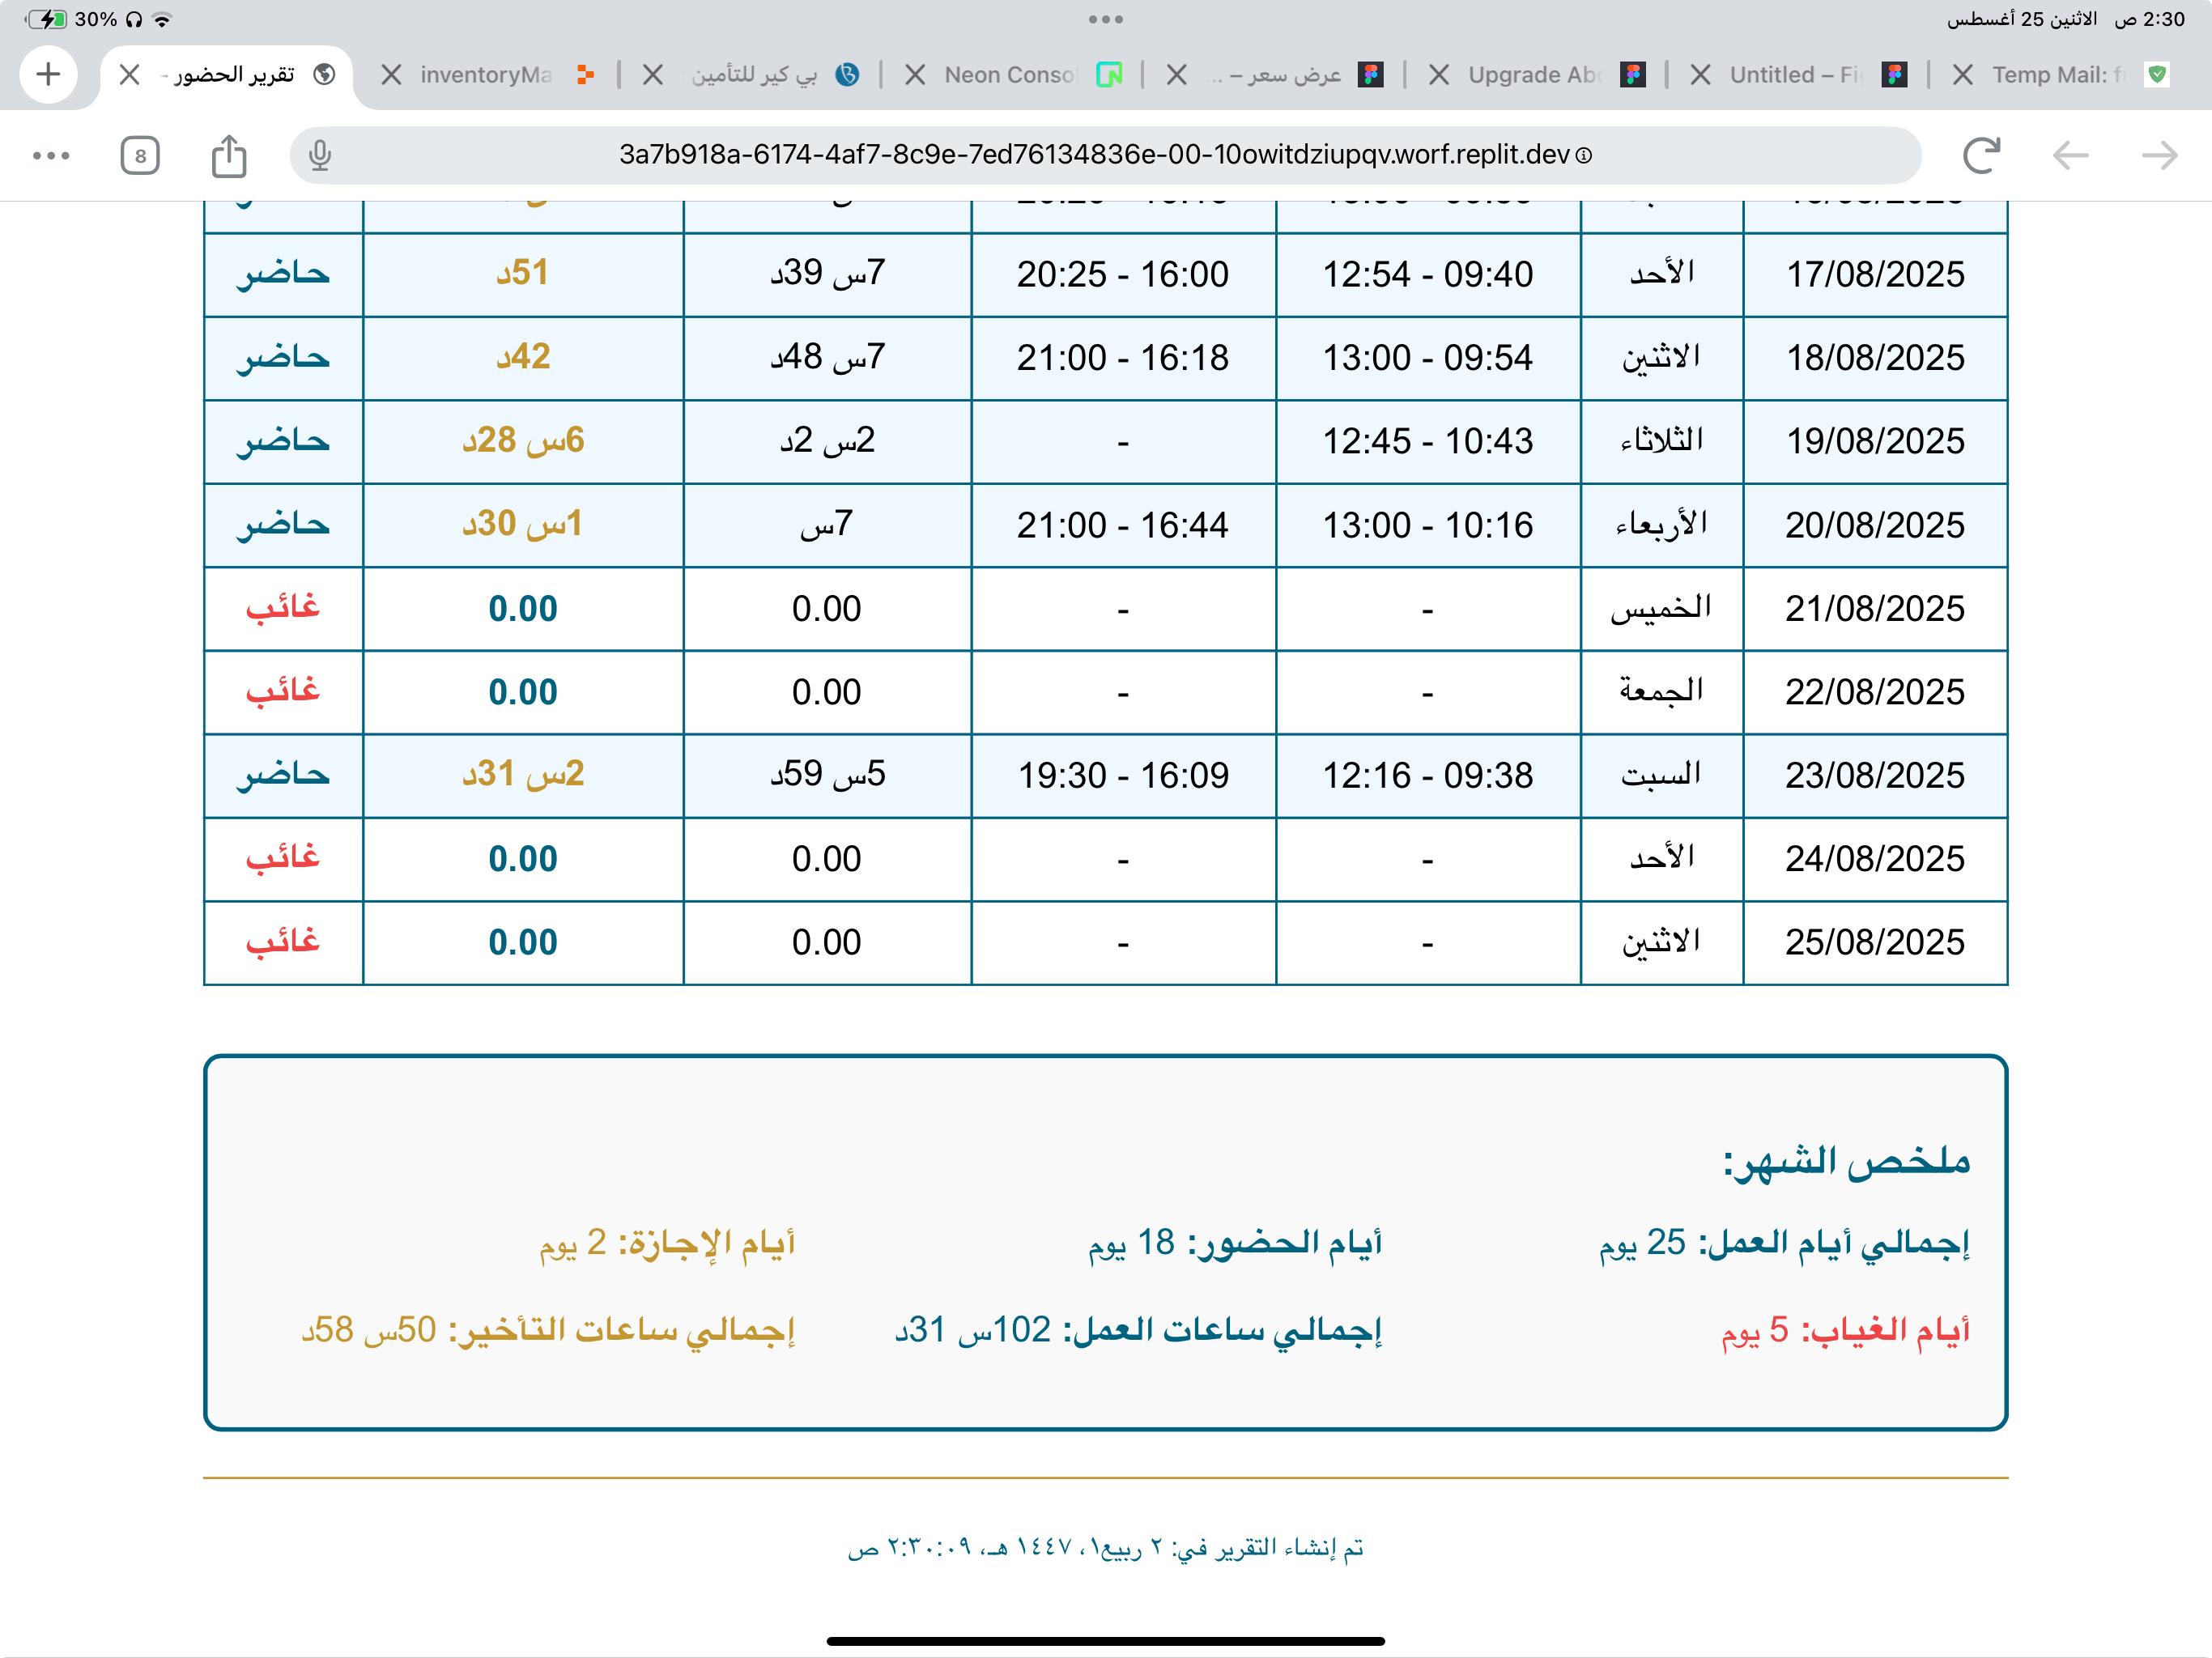 2:30 ص الاثنين 25 أغسطس
30%
تقرير الحضور -
inventoryMa
بي كير للتأمين
Neon Conso
عرض سعر – ...
Upgrade Ab
Untitled – Fi
Temp Mail: f
8
3a7b918a-6174-4af7-8c9e-7ed76134836e-00-10owitdziupqv.worf.replit.dev
17/08/2025 الأحد 09:40 - 12:54 16:00 - 20:25 7س 39د 51د حاضر
18/08/2025 الاثنين 09:54 - 13:00 16:18 - 21:00 7س 48د 42د حاضر
19/08/2025 الثلاثاء 10:43 - 12:45 - 2س 2د 6س 28د حاضر
20/08/2025 الأربعاء 10:16 - 13:00 16:44 - 21:00 7س 1س 30د حاضر
21/08/2025 الخميس - - 0.00 0.00 غائب
22/08/2025 الجمعة - - 0.00 0.00 غائب
23/08/2025 السبت 09:38 - 12:16 16:09 - 19:30 5س 59د 2س 31د حاضر
24/08/2025 الأحد - - 0.00 0.00 غائب
25/08/2025 الاثنين - - 0.00 0.00 غائب
ملخص الشهر:
إجمالي أيام العمل: 25 يوم أيام الحضور: 18 يوم أيام الإجازة: 2 يوم
أيام الغياب: 5 يوم إجمالي ساعات العمل: 102س 31د إجمالي ساعات التأخير: 50س 58د
تم إنشاء التقرير في: ٢ ربيع١، ١٤٤٧ هـ، ٢:٣٠:٠٩ ص